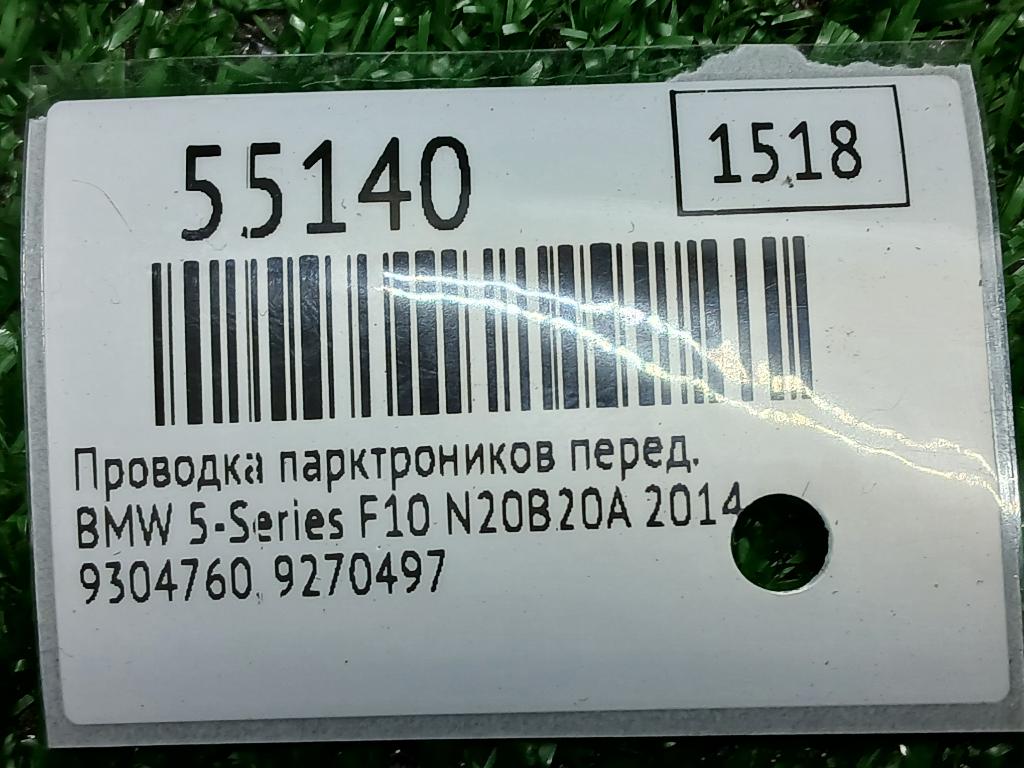 55140
1518
Проводка парктроников перед.
BMW 5-Series F10 N20B20A 2014
9304760, 9270497